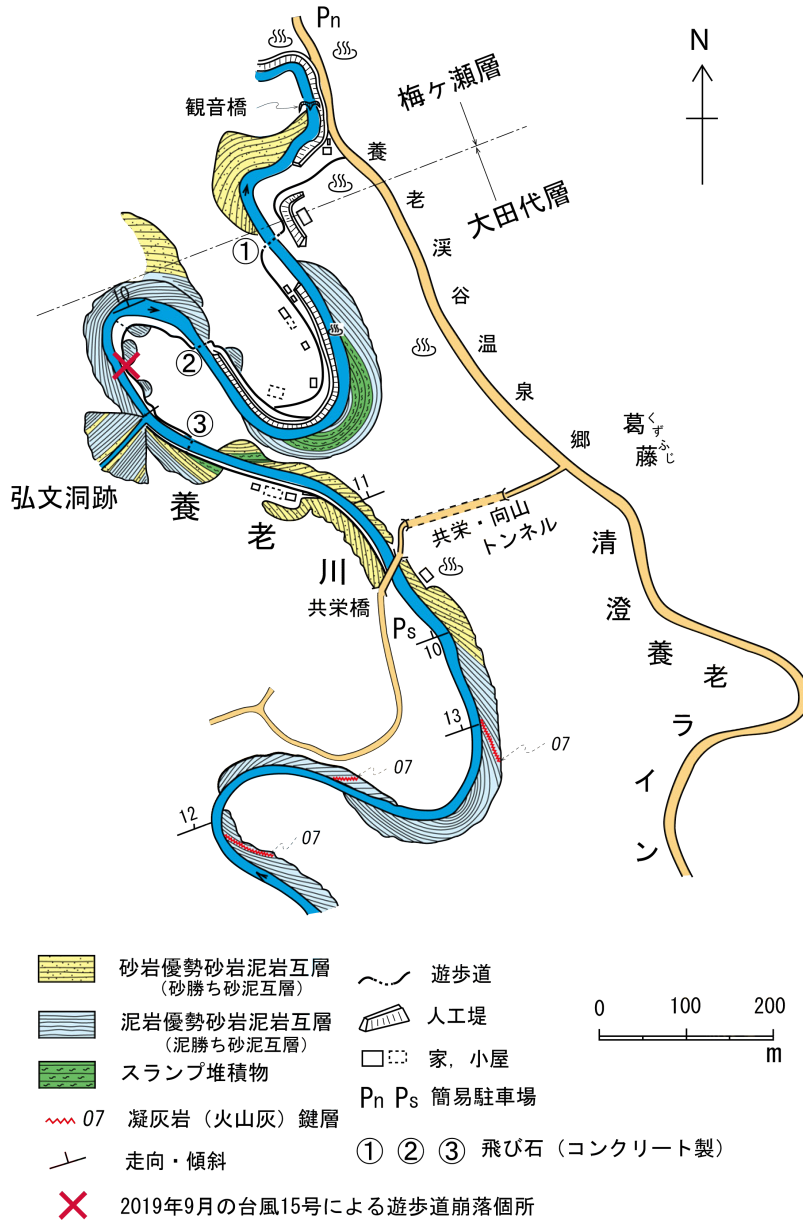 Pn
N
観音橋
梅ヶ瀬層
大田代層
養老渓谷温泉郷
①
10
②
③
弘文洞跡
養老川
11
共栄・向山
トンネル
葛藤
くずふじ
共栄橋
Ps
10
清澄養老ライン
13
07
07
12
07
砂岩優勢砂岩泥岩互層
(砂勝ち砂泥互層)
泥岩優勢砂岩泥岩互層
(泥勝ち砂泥互層)
スランプ堆積物
07 凝灰岩(火山灰)鍵層
走向・傾斜
2019年9月の台風15号による遊歩道崩落個所
遊歩道
人工堤
家, 小屋
Pn Ps 簡易駐車場
① ② ③ 飛び石(コンクリート製)
0 100 200
m